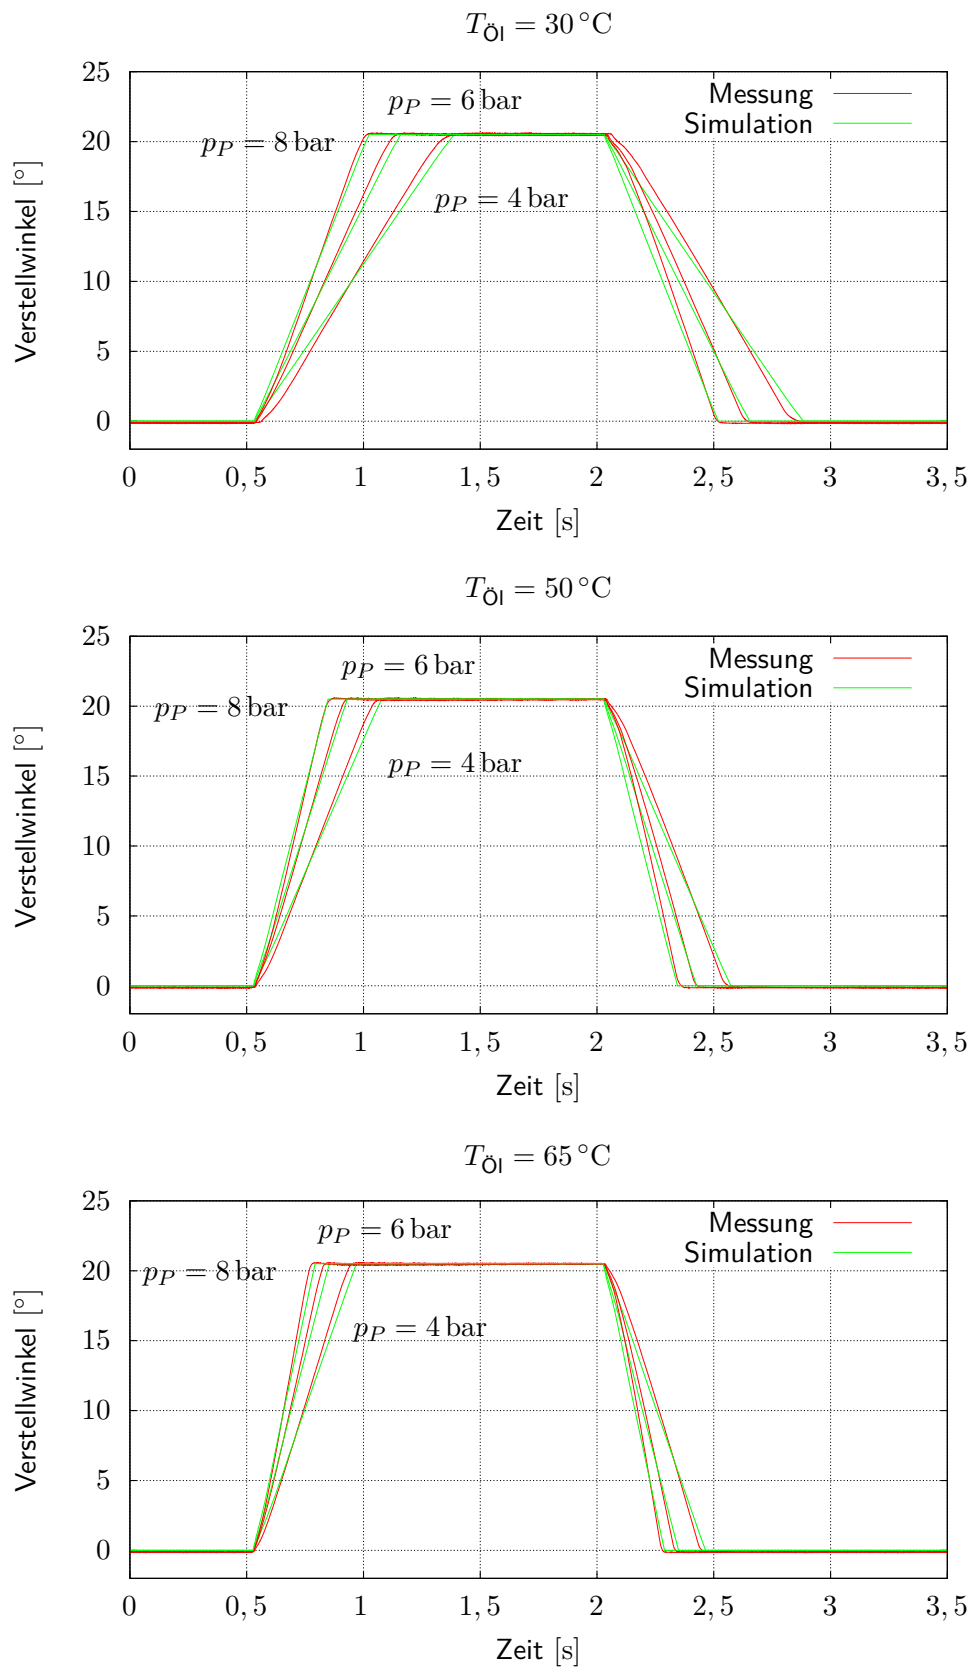 T_Öl = 30 °C
25
p_P = 6 bar
Messung
Simulation
20
p_P = 8 bar
15
p_P = 4 bar
10
5
0
Verstellwinkel [°]
0 0,5 1 1,5 2 2,5 3 3,5
Zeit [s]
T_Öl = 50 °C
25
p_P = 6 bar
Messung
Simulation
20
p_P = 8 bar
15
p_P = 4 bar
10
5
0
Verstellwinkel [°]
0 0,5 1 1,5 2 2,5 3 3,5
Zeit [s]
T_Öl = 65 °C
25
p_P = 6 bar
Messung
Simulation
20
p_P = 8 bar
15
p_P = 4 bar
10
5
0
Verstellwinkel [°]
0 0,5 1 1,5 2 2,5 3 3,5
Zeit [s]